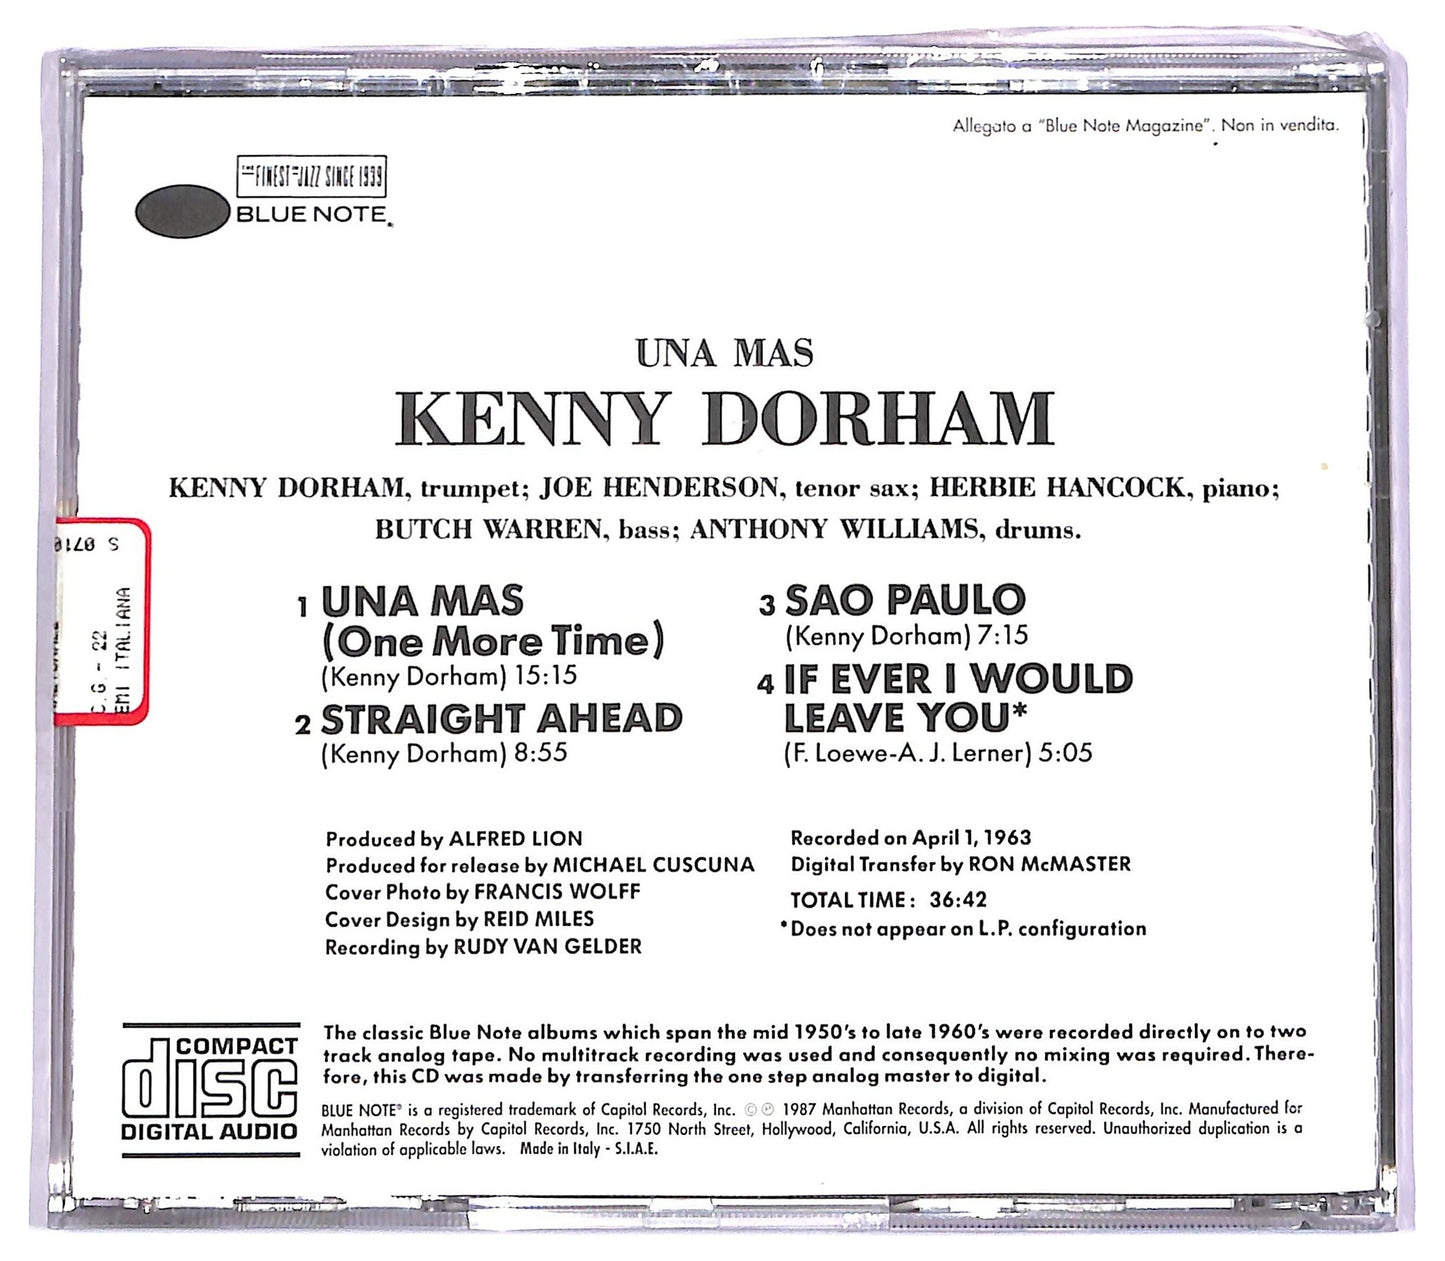 Allegato a “Blue Note Magazine”. Non in vendita.
THE FINEST IN JAZZ SINCE 1939
BLUE NOTE
UNA MAS
KENNY DORHAM
KENNY DORHAM, trumpet; JOE HENDERSON, tenor sax; HERBIE HANCOCK, piano;
BUTCH WARREN, bass; ANTHONY WILLIAMS, drums.
S 0710
C.G. - 22
EMI ITALIANA
1 UNA MAS
(One More Time)
(Kenny Dorham) 15:15
2 STRAIGHT AHEAD
(Kenny Dorham) 8:55
3 SAO PAULO
(Kenny Dorham) 7:15
4 IF EVER I WOULD
LEAVE YOU*
(F. Loewe-A. J. Lerner) 5:05
Produced by ALFRED LION
Produced for release by MICHAEL CUSCUNA
Cover Photo by FRANCIS WOLFF
Cover Design by REID MILES
Recording by RUDY VAN GELDER
Recorded on April 1, 1963
Digital Transfer by RON McMASTER
TOTAL TIME: 36:42
*Does not appear on L.P. configuration
COMPACT
disc
DIGITAL AUDIO
The classic Blue Note albums which span the mid 1950's to late 1960's were recorded directly on to two
track analog tape. No multitrack recording was used and consequently no mixing was required. There-
fore, this CD was made by transferring the one step analog master to digital.
BLUE NOTE® is a registered trademark of Capitol Records, Inc. © ℗ 1987 Manhattan Records, a division of Capitol Records, Inc. Manufactured for
Manhattan Records by Capitol Records, Inc. 1750 North Street, Hollywood, California, U.S.A. All rights reserved. Unauthorized duplication is a
violation of applicable laws. Made in Italy - S.I.A.E.